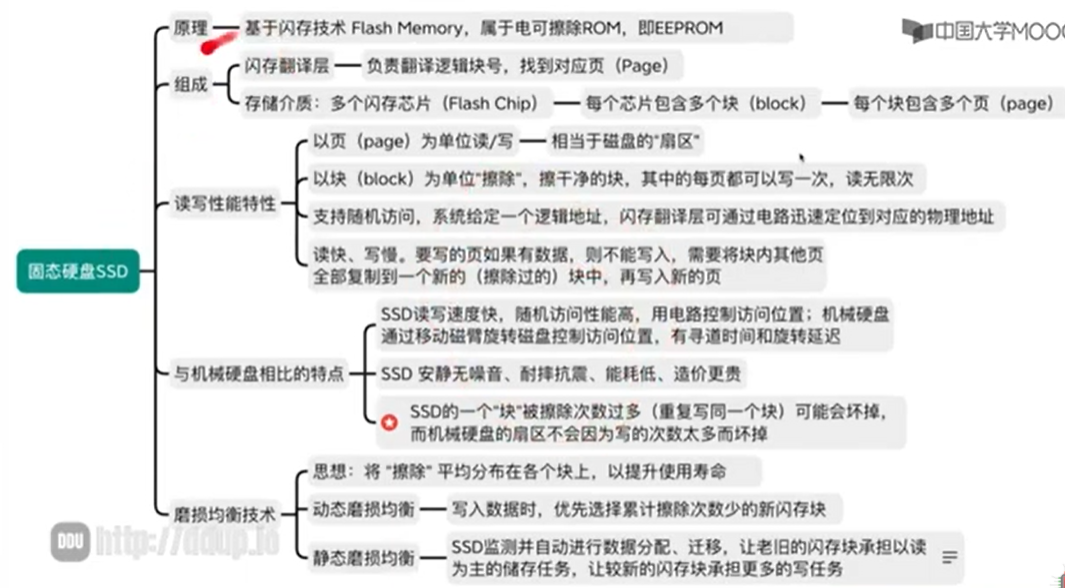 原理
基于闪存技术 Flash Memory，属于电可擦除ROM，即EEPROM
中国大学MOOC
组成
闪存翻译层
负责翻译逻辑块号，找到对应页（Page）
存储介质：多个闪存芯片（Flash Chip）
每个芯片包含多个块（block）
每个块包含多个页（page）
读写性能特性
以页（page）为单位读/写
相当于磁盘的“扇区”
以块（block）为单位“擦除”，擦干净的块，其中的每页都可以写一次，读无限次
支持随机访问，系统给定一个逻辑地址，闪存翻译层可通过电路迅速定位到对应的物理地址
读快、写慢。要写的页如果有数据，则不能写入，需要将块内其他页
全部复制到一个新的（擦除过的）块中，再写入新的页
固态硬盘SSD
与机械硬盘相比的特点
SSD读写速度快，随机访问性能高，用电路控制访问位置；机械硬盘
通过移动磁臂旋转磁盘控制访问位置，有寻道时间和旋转延迟
SSD 安静无噪音、耐摔抗震、能耗低、造价更贵
SSD的一个“块”被擦除次数过多（重复写同一个块）可能会坏掉，
而机械硬盘的扇区不会因为写的次数太多而坏掉
磨损均衡技术
思想：将 “擦除” 平均分布在各个块上，以提升使用寿命
动态磨损均衡
写入数据时，优先选择累计擦除次数少的新闪存块
静态磨损均衡
SSD监测并自动进行数据分配、迁移，让老旧的闪存块承担以读
为主的储存任务，让较新的闪存块承担更多的写任务
DDU http://ddup.io